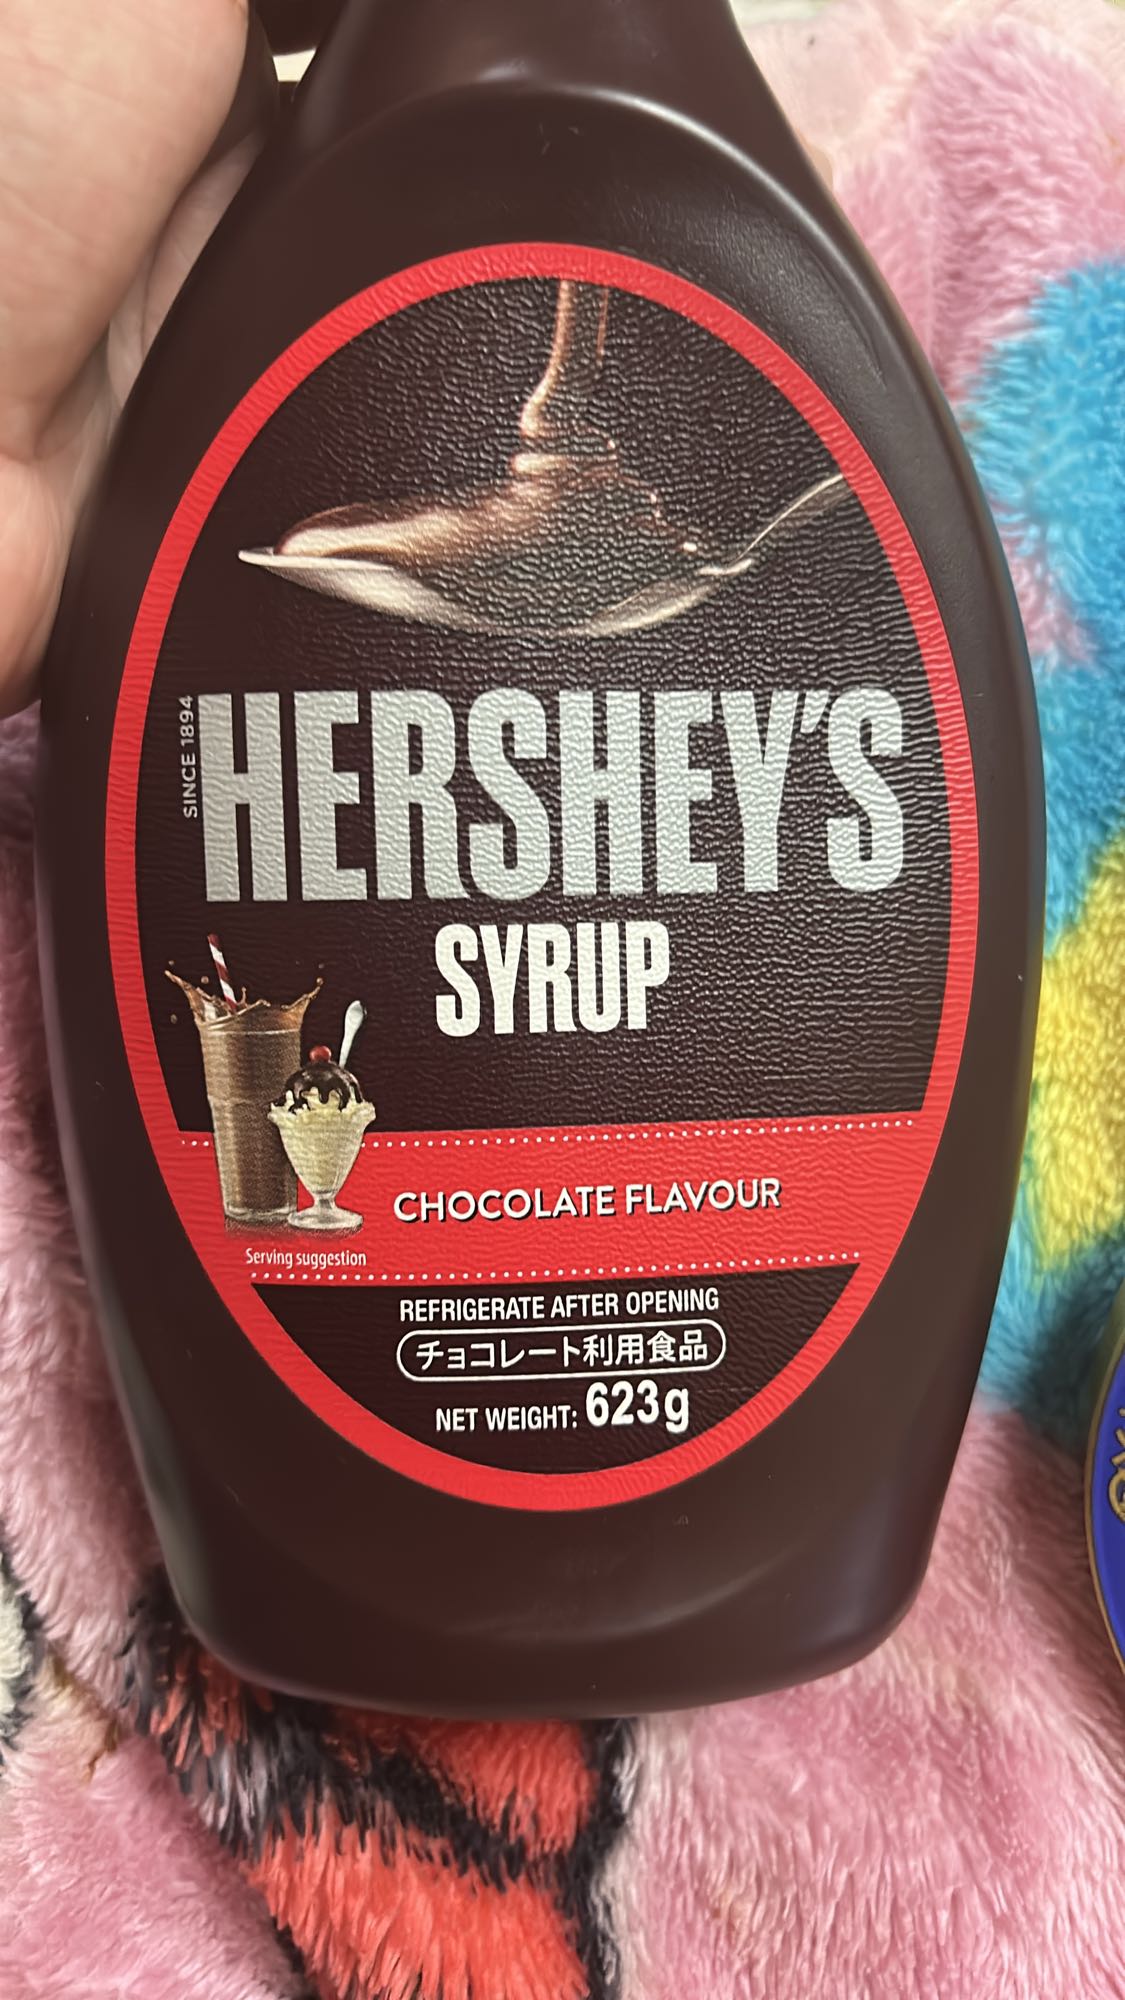 SINCE 1894
HERSHEY'S
SYRUP
CHOCOLATE FLAVOUR
Serving suggestion
REFRIGERATE AFTER OPENING
チョコレート利用食品
NET WEIGHT: 623g